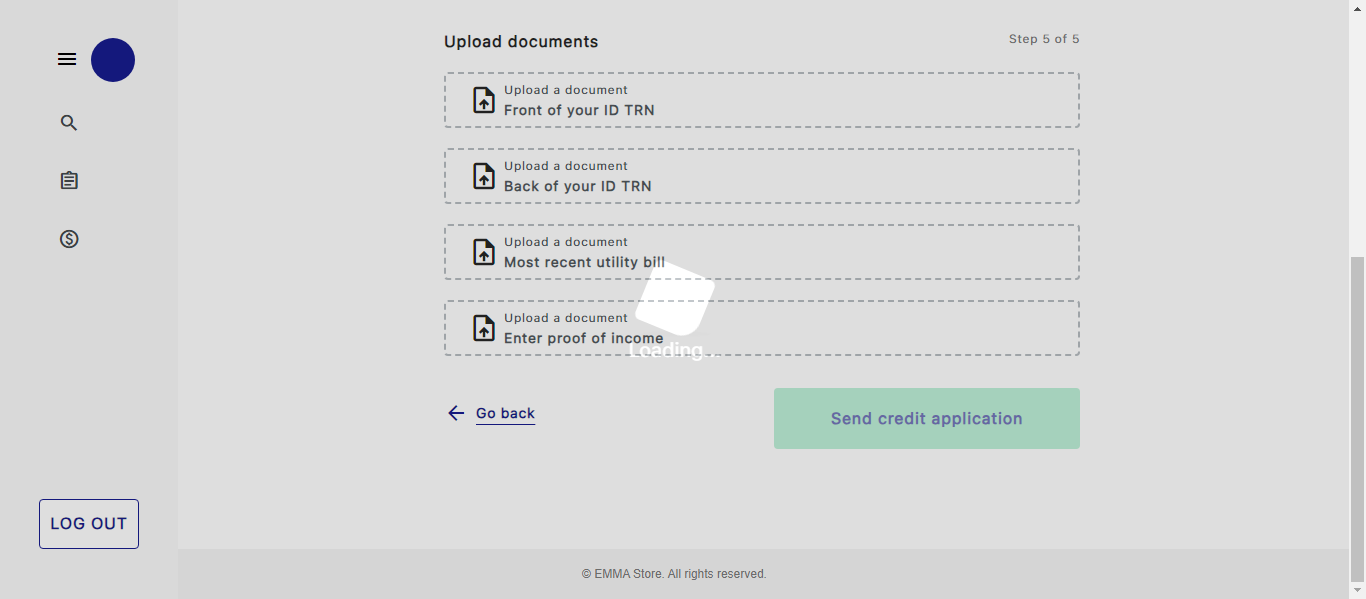 Upload documents
Step 5 of 5
Upload a document
Front of your ID TRN
Upload a document
Back of your ID TRN
Upload a document
Most recent utility bill
Upload a document
Enter proof of income
Loading...
Go back
Send credit application
LOG OUT
© EMMA Store. All rights reserved.